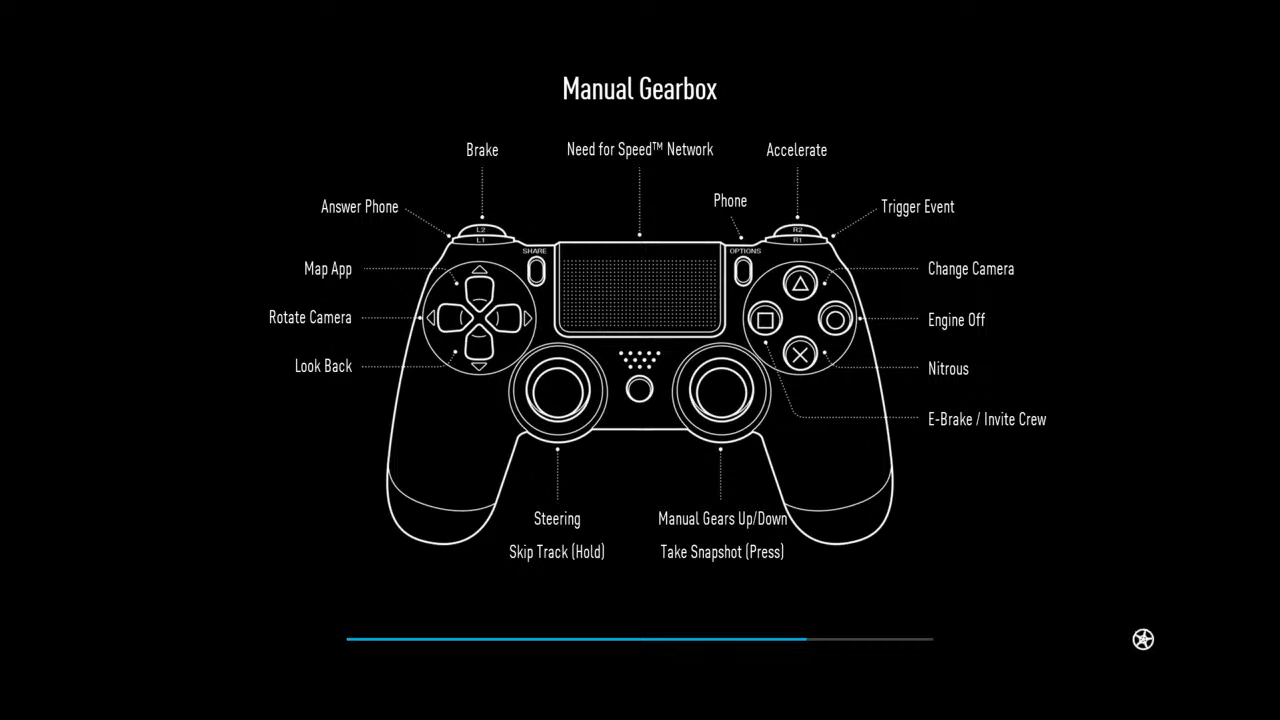 Manual Gearbox
Brake
Need for Speed™ Network
Accelerate
Answer Phone
Phone
Trigger Event
L2
R2
L1
R1
SHARE
OPTIONS
Map App
Change Camera
Rotate Camera
Engine Off
Look Back
Nitrous
E-Brake / Invite Crew
Steering
Manual Gears Up/Down
Skip Track (Hold)
Take Snapshot (Press)